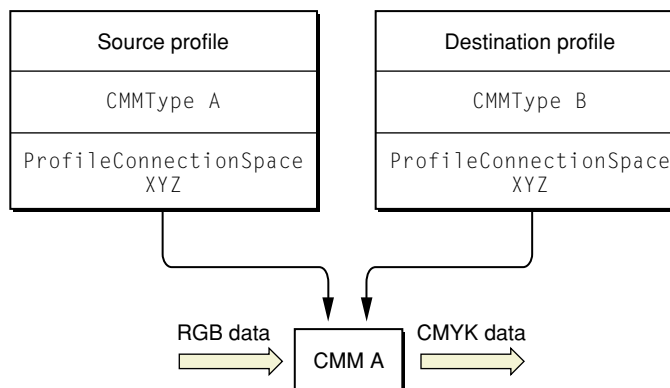 Source profile
CMMType A
ProfileConnectionSpace
XYZ
Destination profile
CMMType B
ProfileConnectionSpace
XYZ
RGB data
CMM A
CMYK data